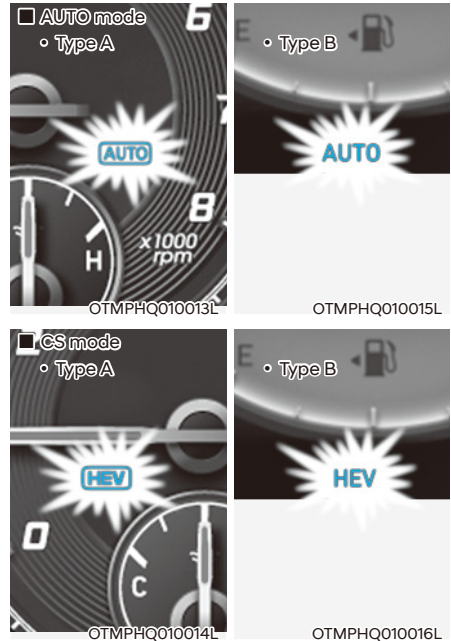 ■ AUTO mode
• Type A
6
7
AUTO
8
x1000
rpm
H
OTMPHQ010013L
E
• Type B
AUTO
OTMPHQ010015L
■ CS mode
• Type A
HEV
0
C
OTMPHQ010014L
E
• Type B
HEV
OTMPHQ010016L